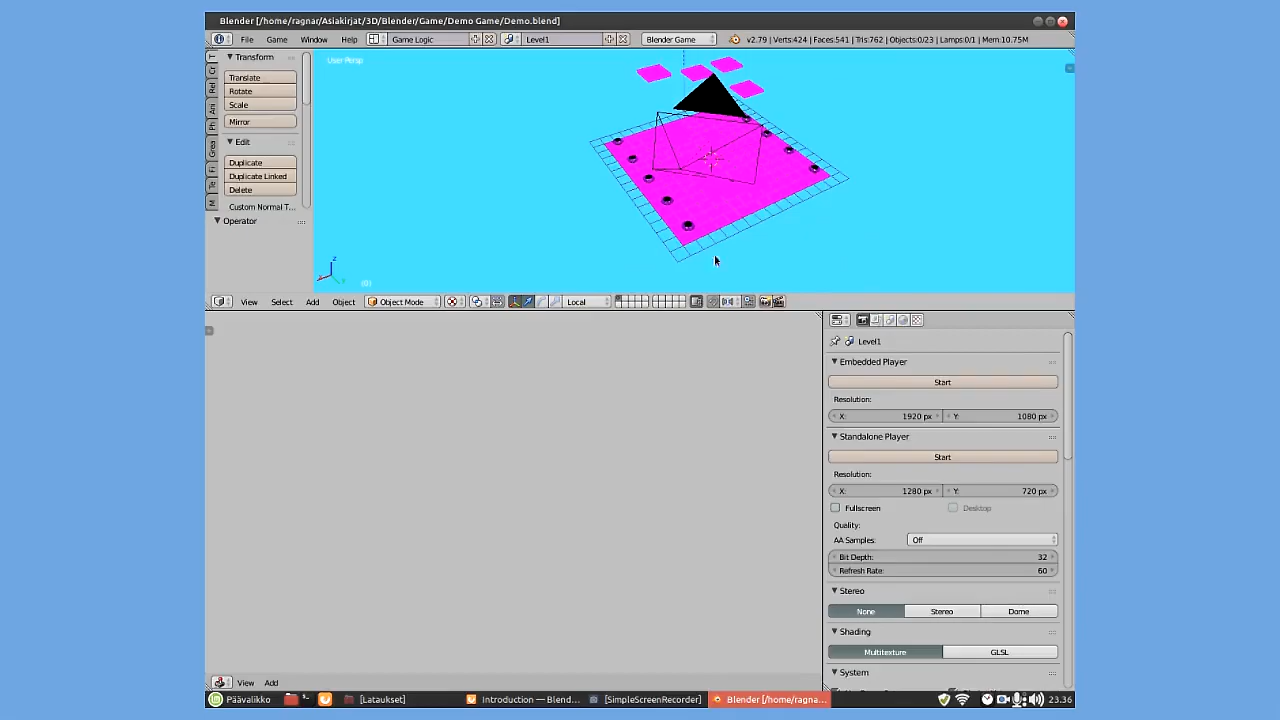 Blender [/home/ragnar/Asiakirjat/3D/Blender/Game/Demo Game/Demo.blend]
File Game Window Help Game Logic Level1 Blender Game v2.79 | Verts:424 | Faces:541 | Tris:762 | Objects:0/23 | Lamps:0/1 | Mem:10.75M
Transform
Translate
Rotate
Scale
Mirror
Edit
Duplicate
Duplicate Linked
Delete
Custom Normal T...
Operator
User Persp
(0)
View Select Add Object Object Mode Local
Level1
Embedded Player
Start
Resolution:
X: 1920 px Y: 1080 px
Standalone Player
Start
Resolution:
X: 1280 px Y: 720 px
Fullscreen Desktop
Quality:
AA Samples: Off
Bit Depth: 32
Refresh Rate: 60
Stereo
None Stereo Dome
Shading
Multitexture GLSL
System
View Add
Päävalikko [Lataukset] Introduction — Blend... [SimpleScreenRecorder] Blender [/home/ragna... 23.36